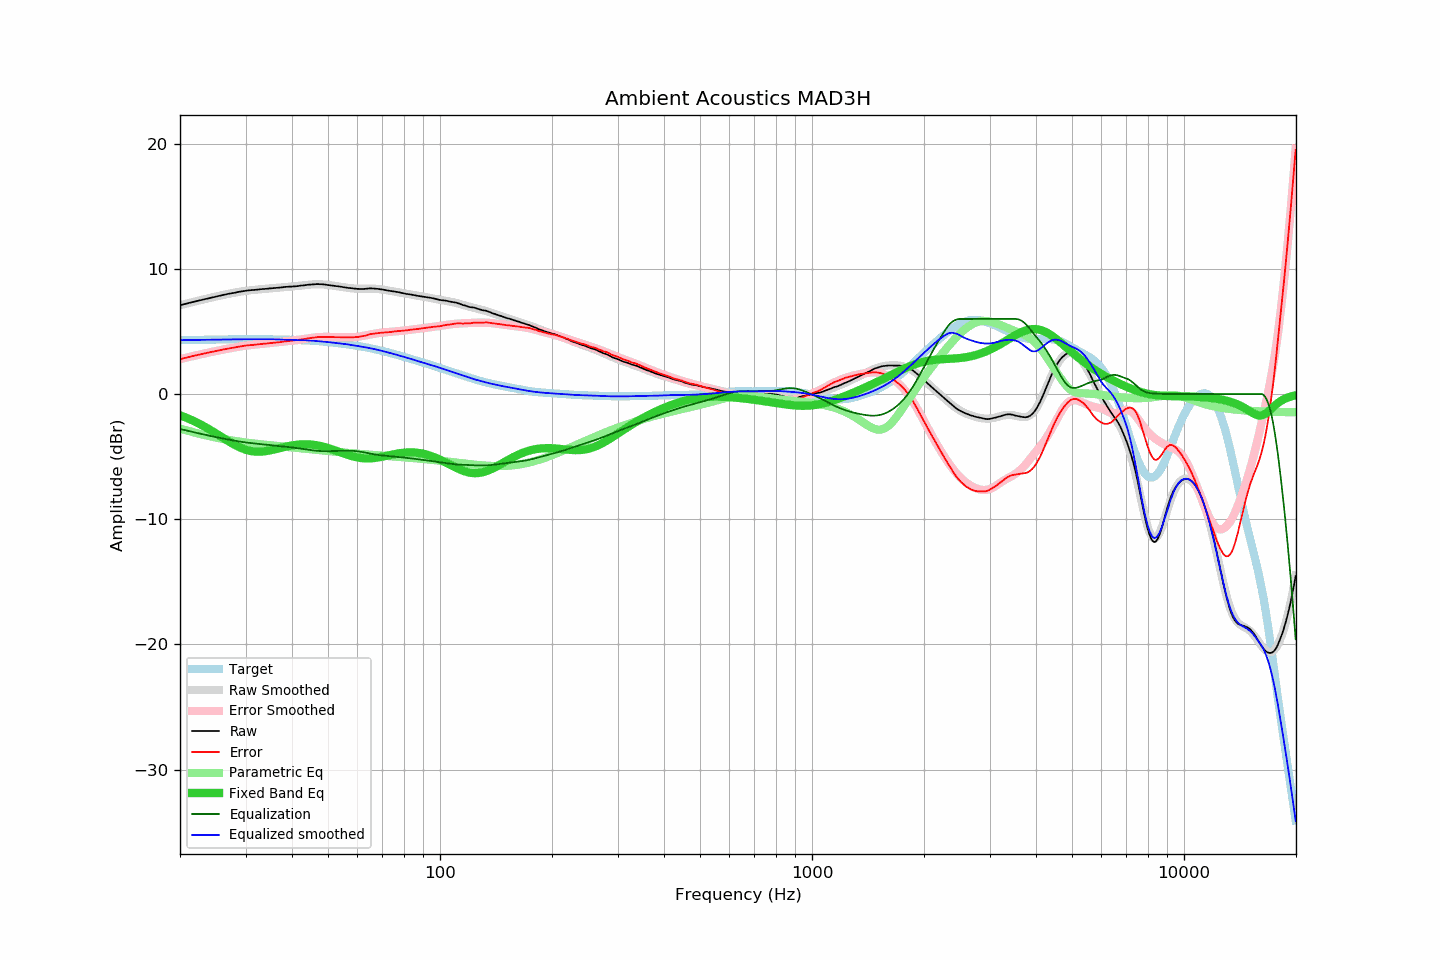 Ambient Acoustics MAD3H
20
10
0
−10
−20
−30
Amplitude (dBr)
Target
Raw Smoothed
Error Smoothed
Raw
Error
Parametric Eq
Fixed Band Eq
Equalization
Equalized smoothed
100
1000
10000
Frequency (Hz)